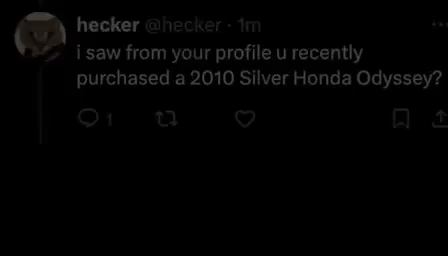 hecker @hecker · 1m
i saw from your profile u recently
purchased a 2010 Silver Honda Odyssey?
1